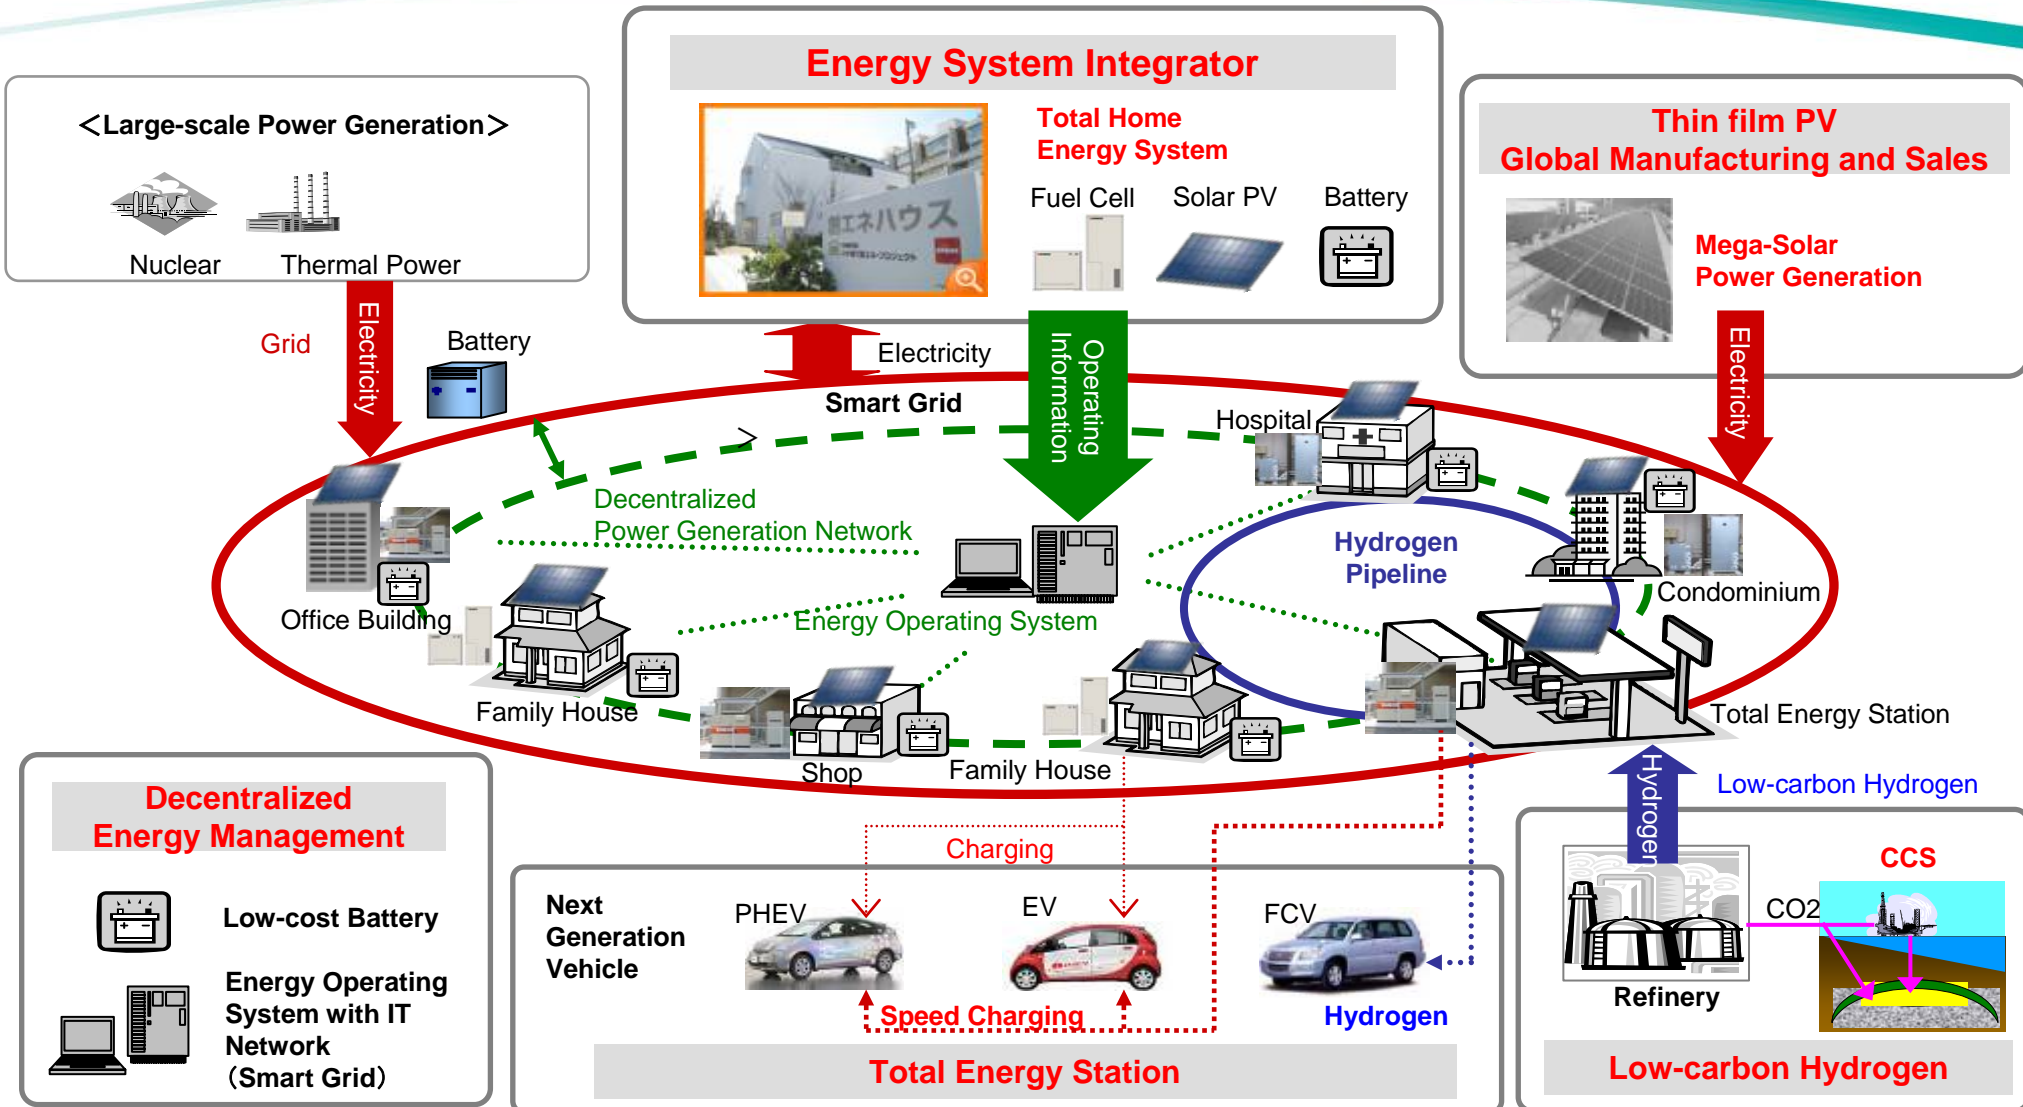 Energy System Integrator
Total Home
Energy System
Fuel Cell
Solar PV
Battery
エネハウス
＜Large-scale Power Generation＞
Nuclear
Thermal Power
Thin film PV
Global Manufacturing and Sales
Mega-Solar
Power Generation
Grid
Electricity
Battery
Electricity
Operating
Information
Electricity
Smart Grid
>
Hospital
Decentralized
Power Generation Network
Hydrogen
Pipeline
Condominium
Office Building
Energy Operating System
Family House
Shop
Family House
Total Energy Station
Hydrogen
Low-carbon Hydrogen
Decentralized
Energy Management
Low-cost Battery
Energy Operating
System with IT
Network
（Smart Grid）
Charging
Next
Generation
Vehicle
PHEV
EV
FCV
Speed Charging
Hydrogen
Total Energy Station
CCS
CO2
Refinery
Low-carbon Hydrogen